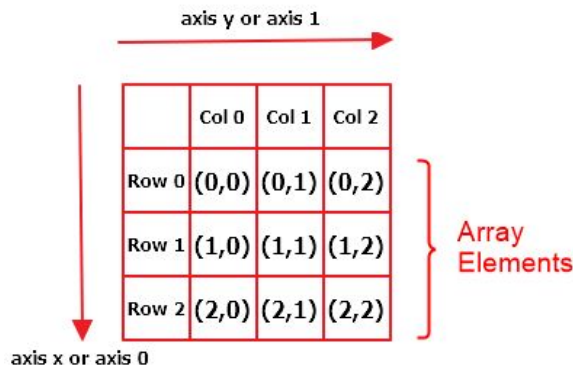 axis y or axis 1
Col 0 Col 1 Col 2
Row 0 (0,0) (0,1) (0,2)
Row 1 (1,0) (1,1) (1,2)
Row 2 (2,0) (2,1) (2,2)
Array
Elements
axis x or axis 0